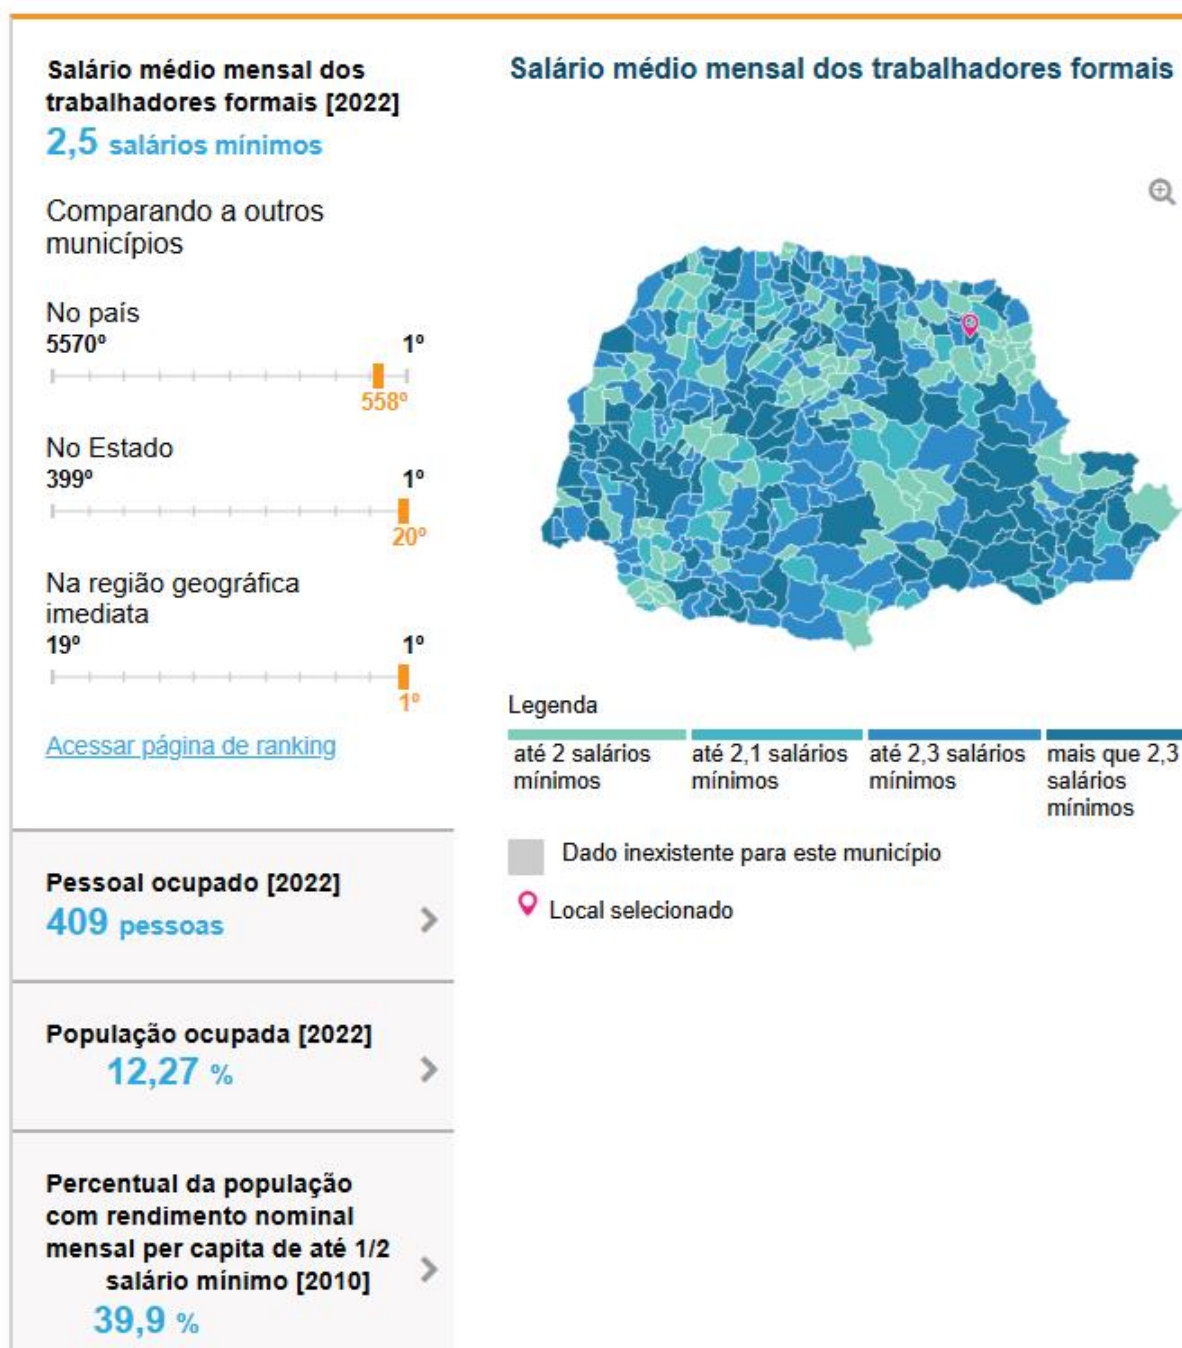 Salário médio mensal dos
trabalhadores formais [2022]
2,5 salários mínimos
Comparando a outros
municípios
No país
5570º 1º
558º
No Estado
399º 1º
20º
Na região geográfica
imediata
19º 1º
1º
Acessar página de ranking
Pessoal ocupado [2022]
409 pessoas
População ocupada [2022]
12,27 %
Percentual da população
com rendimento nominal
mensal per capita de até 1/2
salário mínimo [2010]
39,9 %
Salário médio mensal dos trabalhadores formais
Legenda
até 2 salários
mínimos
até 2,1 salários
mínimos
até 2,3 salários
mínimos
mais que 2,3
salários
mínimos
Dado inexistente para este município
Local selecionado